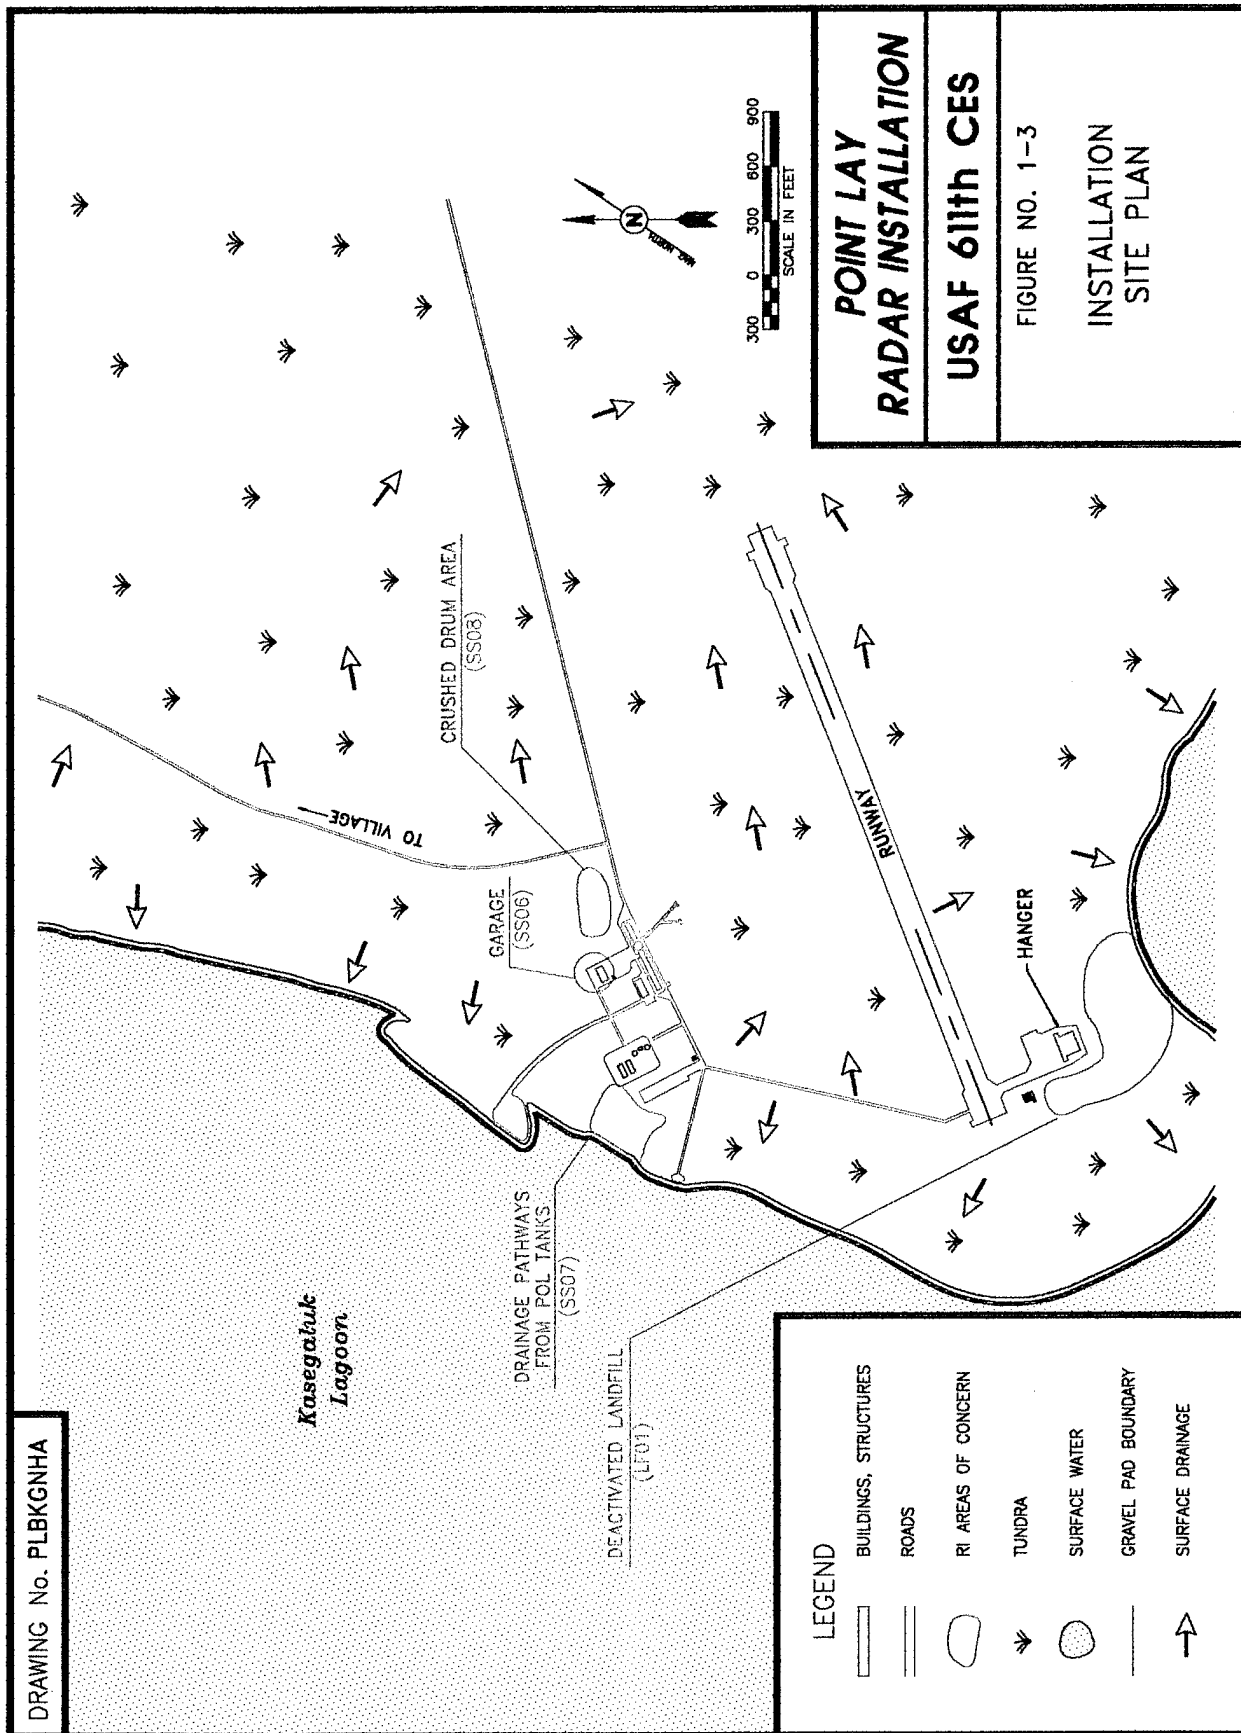 DRAWING No. PLBKGNHA
Kasegaluk
Lagoon
TO VILLAGE
CRUSHED DRUM AREA
(SS08)
GARAGE
(SS06)
DRAINAGE PATHWAYS
FROM POL TANKS
(SS07)
DEACTIVATED LANDFILL
(LF01)
RUNWAY
HANGER
N
MAG NORTH
300 0 300 600 900
SCALE IN FEET
LEGEND
BUILDINGS, STRUCTURES
ROADS
RI AREAS OF CONCERN
TUNDRA
SURFACE WATER
GRAVEL PAD BOUNDARY
SURFACE DRAINAGE
POINT LAY
RADAR INSTALLATION
USAF 611th CES
FIGURE NO. 1-3
INSTALLATION
SITE PLAN